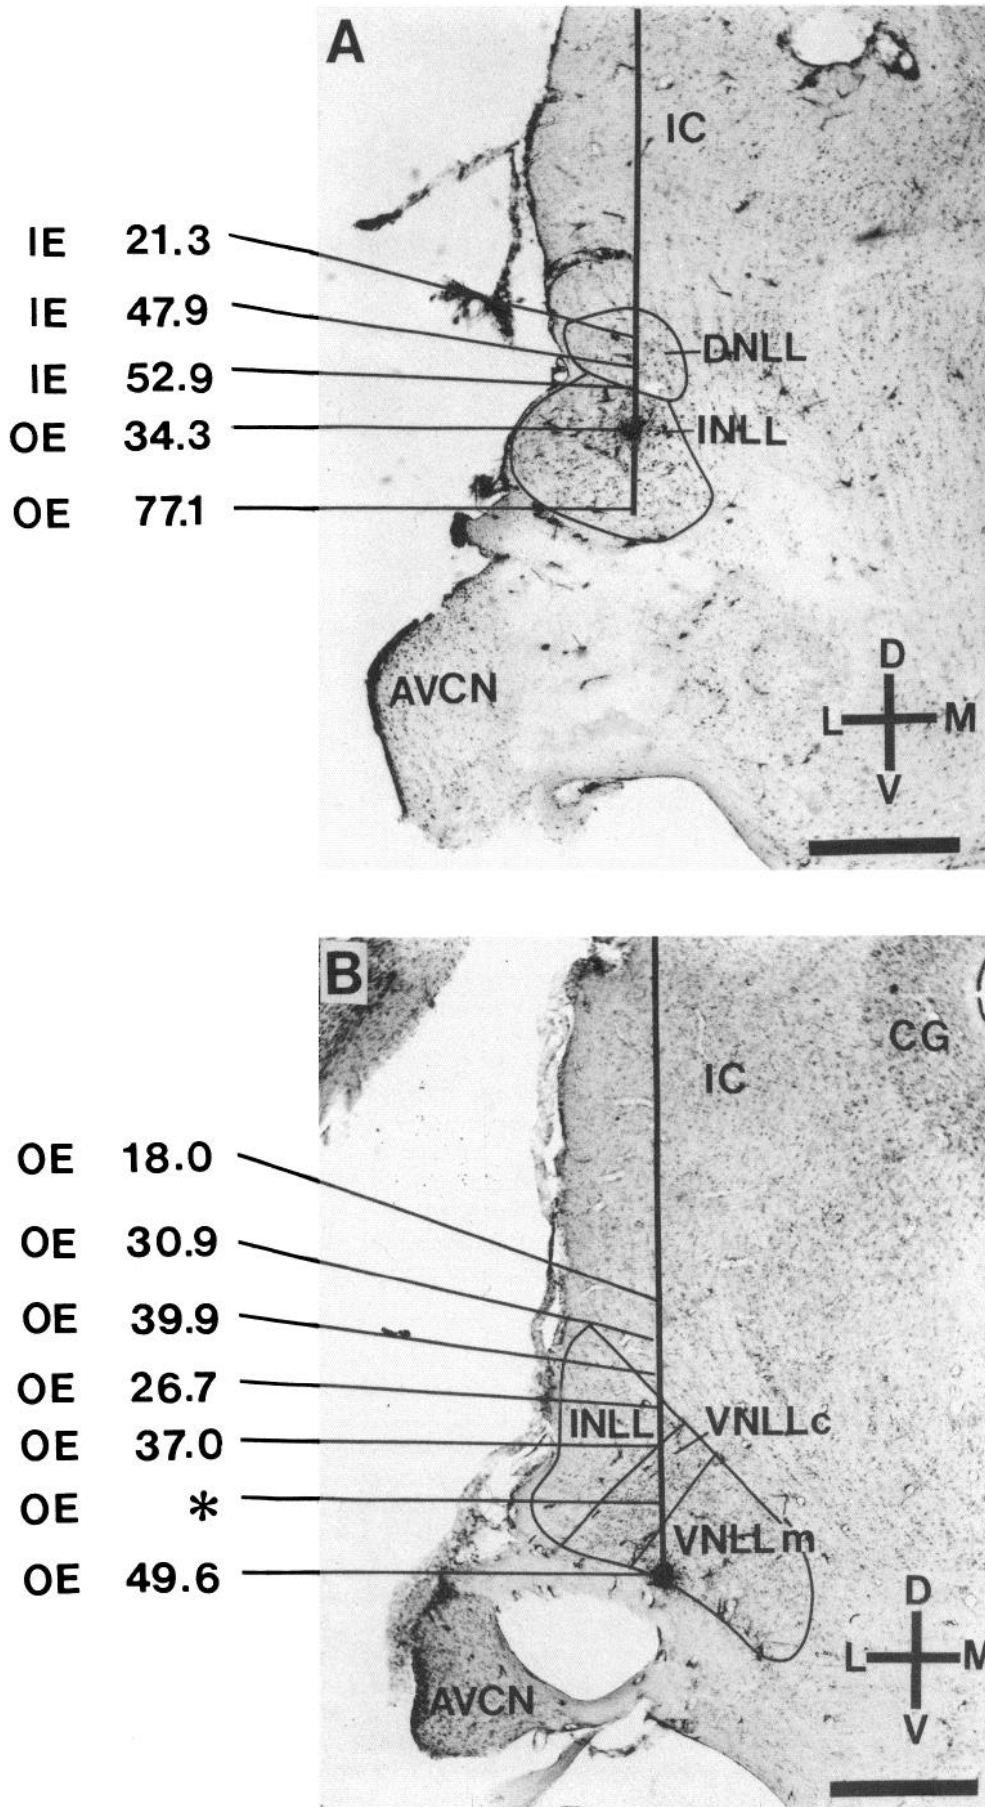 A
IC
IE 21.3
IE 47.9
DNLL
IE 52.9
OE 34.3
INLL
OE 77.1
D
AVCN
L M
V
B
CG
IC
OE 18.0
OE 30.9
OE 39.9
OE 26.7
INLL VNLLc
OE 37.0
OE *
VNLLm
OE 49.6
D
L M
AVCN
V